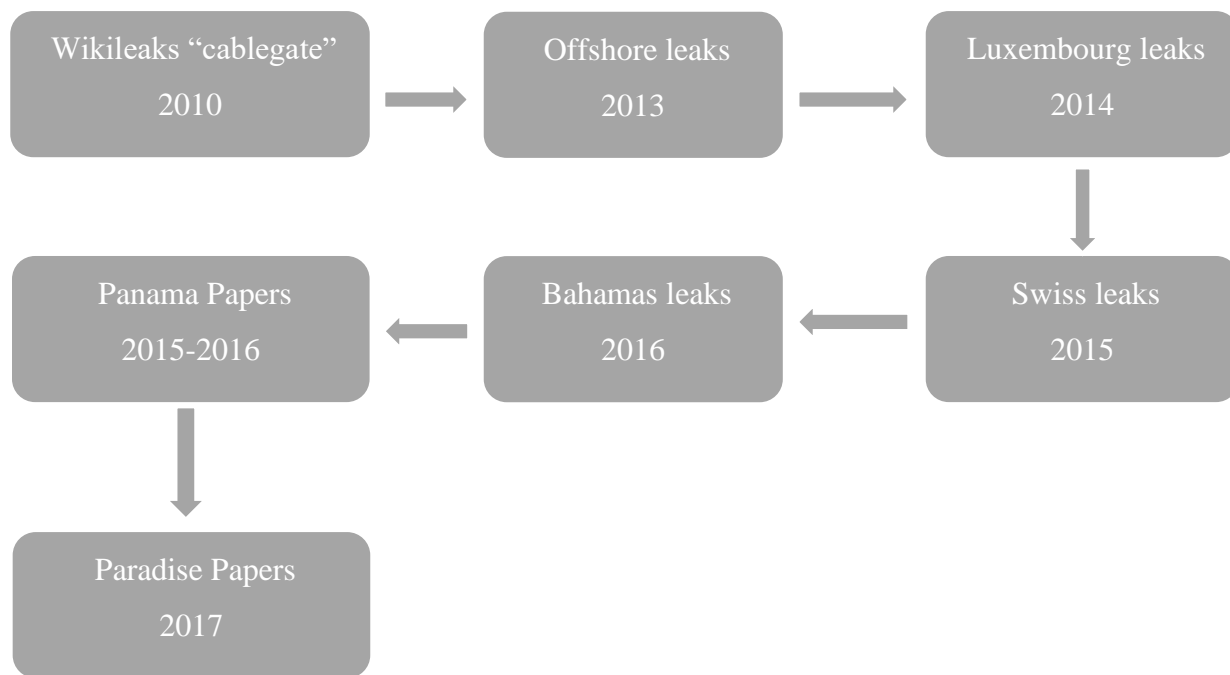 Wikileaks “cablegate”
2010
Offshore leaks
2013
Luxembourg leaks
2014
Swiss leaks
2015
Bahamas leaks
2016
Panama Papers
2015-2016
Paradise Papers
2017